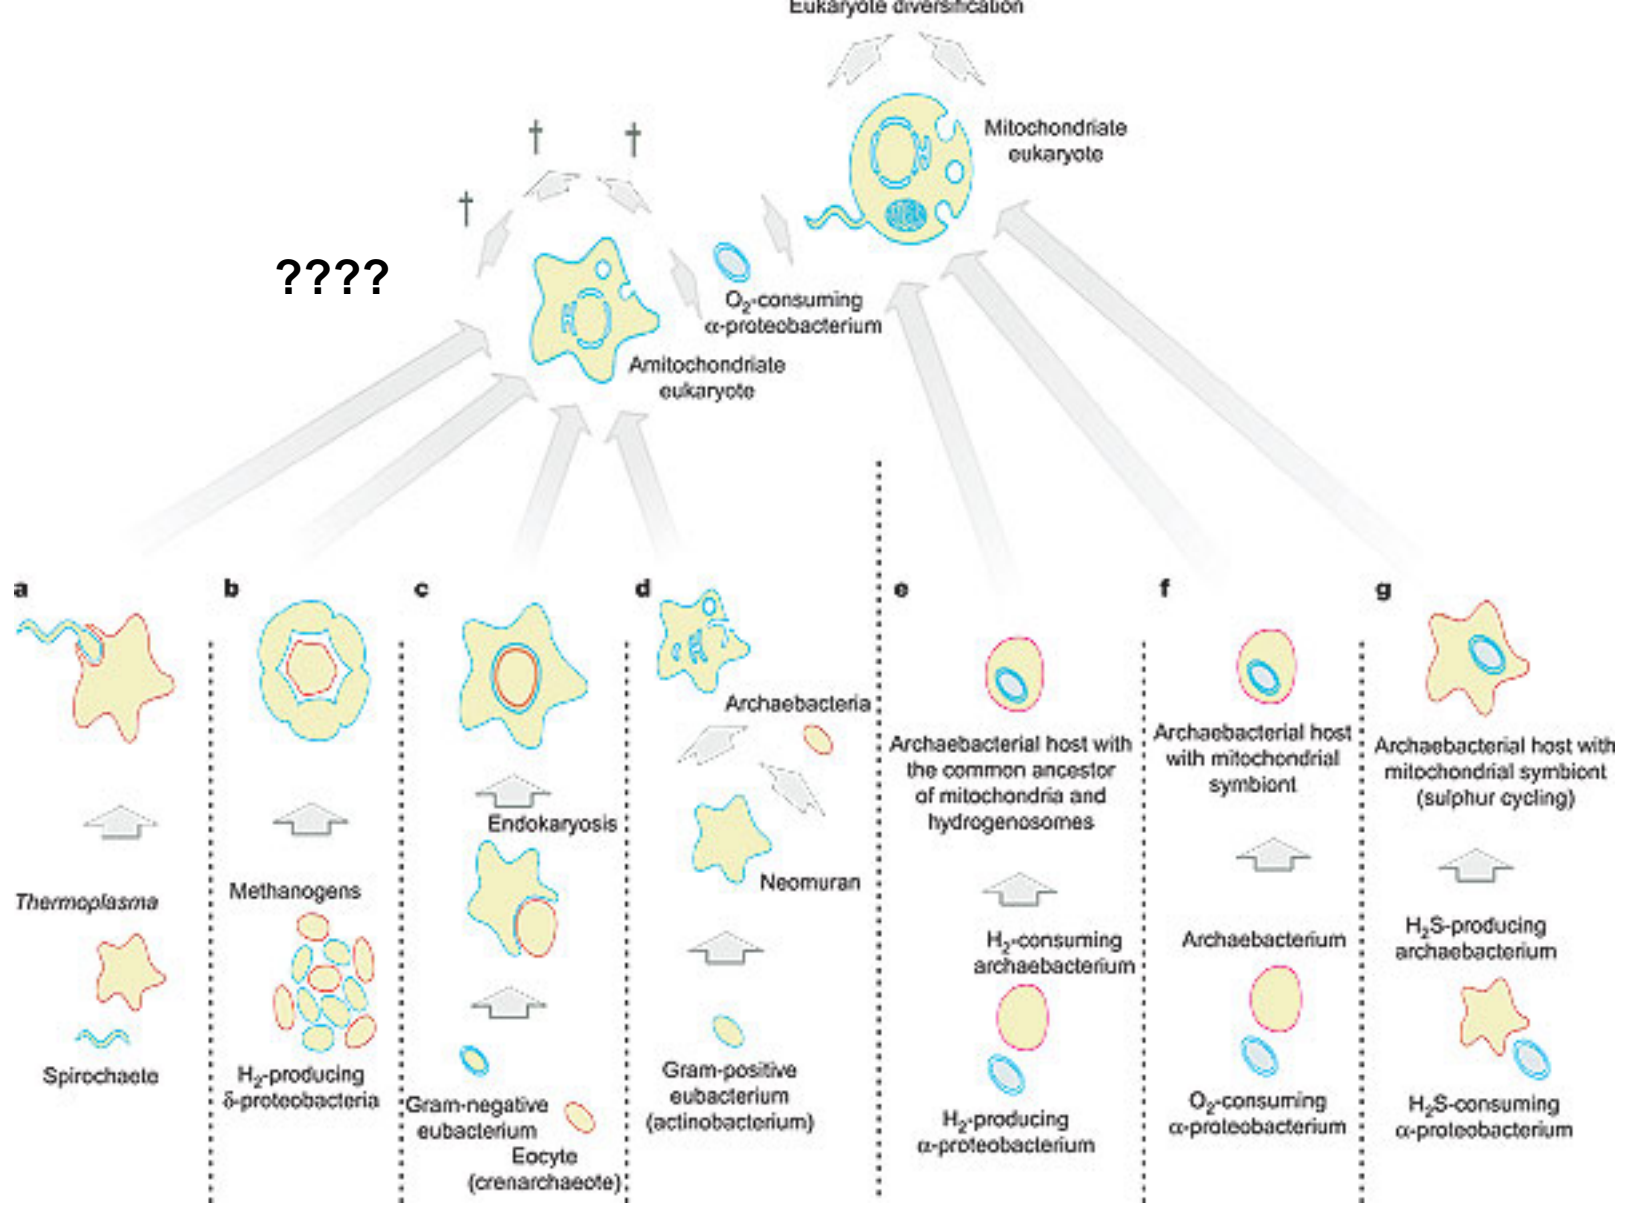 Eukaryote diversification
Mitochondriate
eukaryote
† †
†
????
O₂-consuming
α-proteobacterium
Amitochondriate
eukaryote
a
b
c
d
e
f
g
Thermoplasma
Spirochaete
Methanogens
H₂-producing
δ-proteobacteria
Endokaryosis
Gram-negative
eubacterium
Eocyte
(crenarchaeote)
Archaebacteria
Neomuran
Gram-positive
eubacterium
(actinobacterium)
Archaebacterial host with
the common ancestor
of mitochondria and
hydrogenosomes
H₂-consuming
archaebacterium
H₂-producing
α-proteobacterium
Archaebacterial host
with mitochondrial
symbiont
Archaebacterium
O₂-consuming
α-proteobacterium
Archaebacterial host with
mitochondrial symbiont
(sulphur cycling)
H₂S-producing
archaebacterium
H₂S-consuming
α-proteobacterium